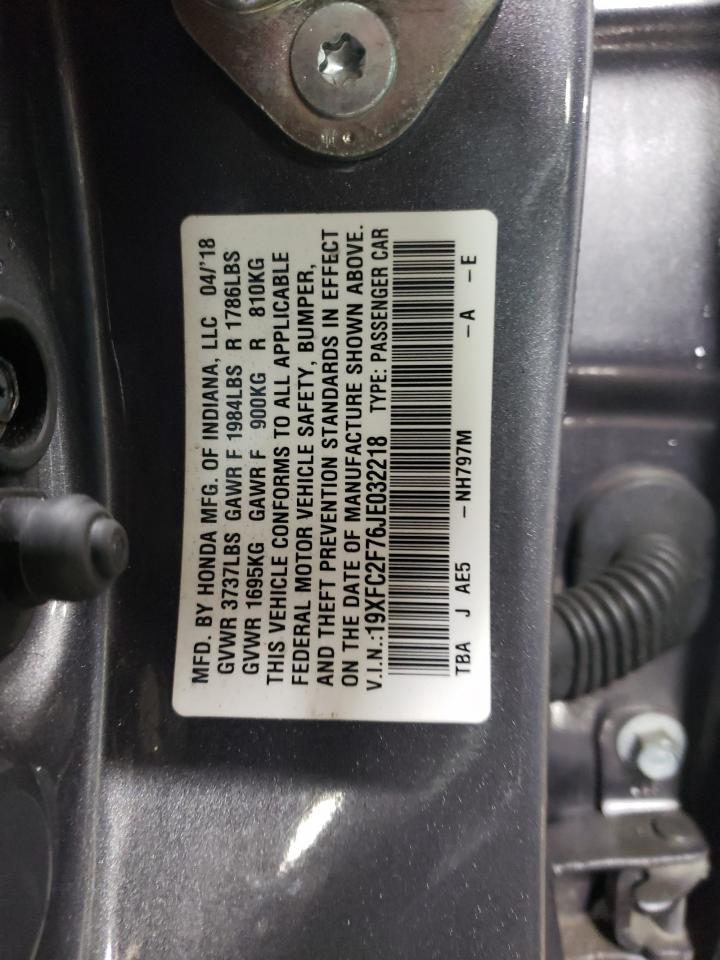 MFD. BY HONDA MFG. OF INDIANA, LLC 04/'18
GVWR 3737LBS GAWR F 1984LBS R 1786LBS
GVWR 1695KG GAWR F 900KG R 810KG
THIS VEHICLE CONFORMS TO ALL APPLICABLE
FEDERAL MOTOR VEHICLE SAFETY, BUMPER,
AND THEFT PREVENTION STANDARDS IN EFFECT
ON THE DATE OF MANUFACTURE SHOWN ABOVE.
V.I.N.:19XFC2F76JE032218 TYPE: PASSENGER CAR
TBA J AE5 -NH797M -A -E